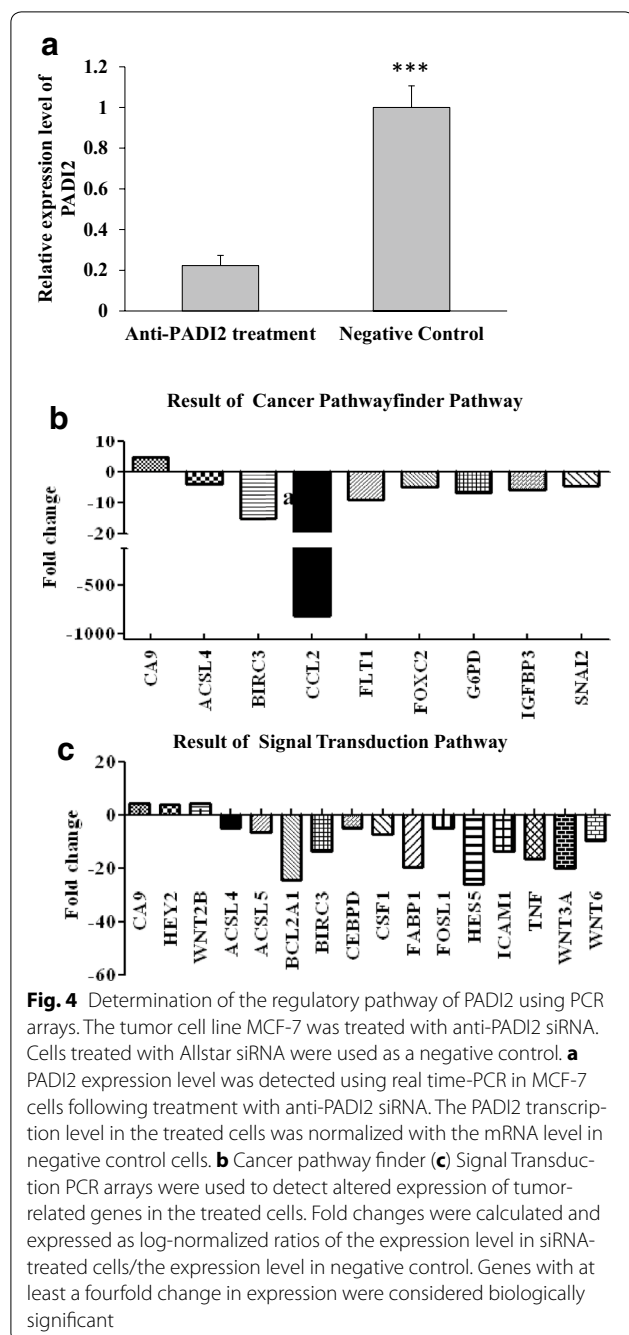 a
***
Relative expression level of
PADI2
1.2
1
0.8
0.6
0.4
0.2
0
Anti-PADI2 treatment Negative Control
Result of Cancer Pathwayfinder Pathway
b
Fold change
10
0
-10
-20
-500
-1000
a
CA9
ACSL4
BIRC3
CCL2
FLT1
FOXC2
G6PD
IGFBP3
SNAI2
c
Result of Signal Transduction Pathway
Fold change
20
0
-20
-40
-60
CA9
HEY2
WNT2B
ACSL4
ACSL5
BCL2A1
BIRC3
CEBPD
CSF1
FABP1
FOSL1
HES5
ICAM1
TNF
WNT3A
WNT6
Fig. 4 Determination of the regulatory pathway of PADI2 using PCR
arrays. The tumor cell line MCF-7 was treated with anti-PADI2 siRNA.
Cells treated with Allstar siRNA were used as a negative control. a
PADI2 expression level was detected using real time-PCR in MCF-7
cells following treatment with anti-PADI2 siRNA. The PADI2 transcrip-
tion level in the treated cells was normalized with the mRNA level in
negative control cells. b Cancer pathway finder (c) Signal Transduc-
tion PCR arrays were used to detect altered expression of tumor-
related genes in the treated cells. Fold changes were calculated and
expressed as log-normalized ratios of the expression level in siRNA-
treated cells/the expression level in negative control. Genes with at
least a fourfold change in expression were considered biologically
significant